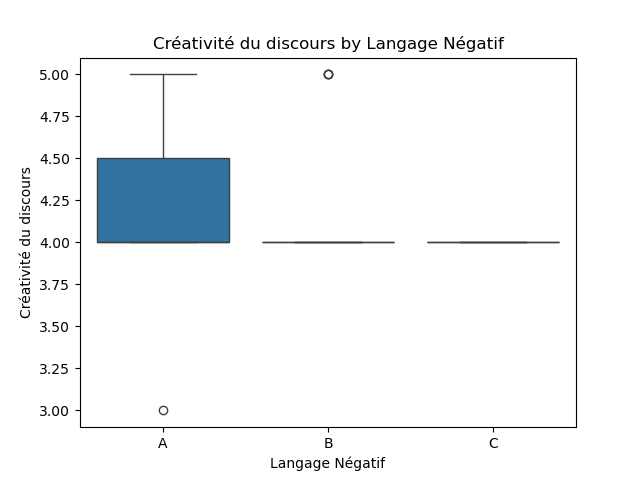 Créativité du discours by Langage Négatif
5.00
4.75
4.50
4.25
4.00
3.75
3.50
3.25
3.00
Créativité du discours
A B C
Langage Négatif